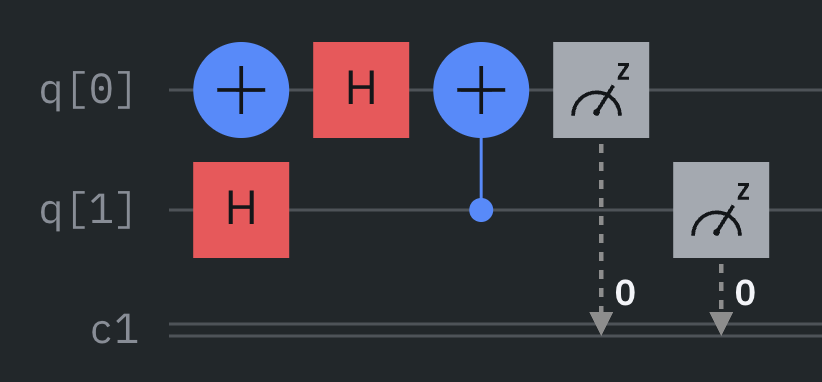 q[0] + H + z
q[1] H z
0 0
c1